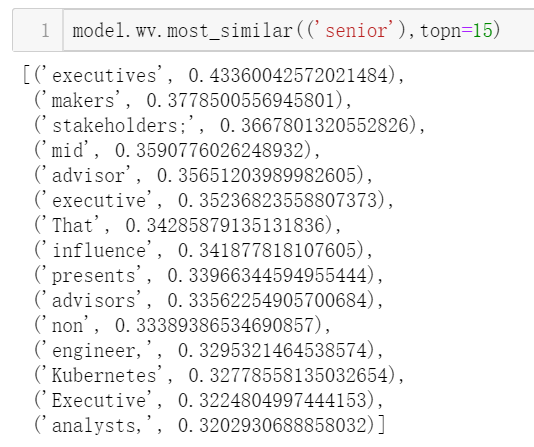 1 model.wv.most_similar(('senior'),topn=15)
[('executives', 0.43360042572021484),
('makers', 0.3778500556945801),
('stakeholders;', 0.3667801320552826),
('mid', 0.3590776026248932),
('advisor', 0.35651203989982605),
('executive', 0.35236823558807373),
('That', 0.34285879135131836),
('influence', 0.341877818107605),
('presents', 0.33966344594955444),
('advisors', 0.33562254905700684),
('non', 0.33389386534690857),
('engineer,', 0.3295321464538574),
('Kubernetes', 0.32778558135032654),
('Executive', 0.3224804997444153),
('analysts,', 0.3202930688858032)]